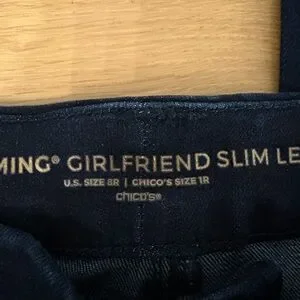 MING® GIRLFRIEND SLIM LE
U.S. SIZE 8R | CHICO'S SIZE 1R
chico's®